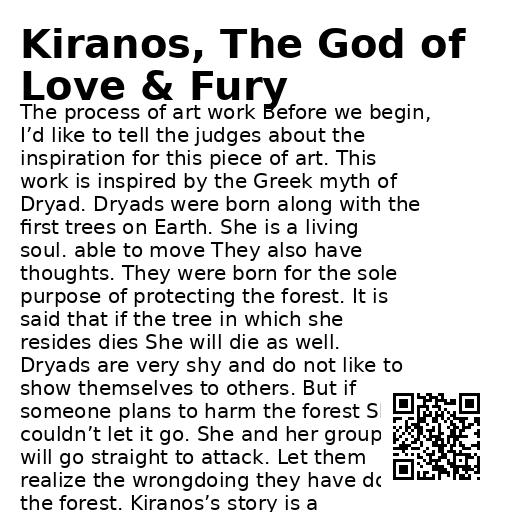 Kiranos, The God of
Love & Fury
The process of art work Before we begin,
I’d like to tell the judges about the
inspiration for this piece of art. This
work is inspired by the Greek myth of
Dryad. Dryads were born along with the
first trees on Earth. She is a living
soul. able to move They also have
thoughts. They were born for the sole
purpose of protecting the forest. It is
said that if the tree in which she
resides dies She will die as well.
Dryads are very shy and do not like to
show themselves to others. But if
someone plans to harm the forest
couldn’t let it go. She and her group
will go straight to attack. Let them
realize the wrongdoing they have
the forest. Kiranos’s story is a